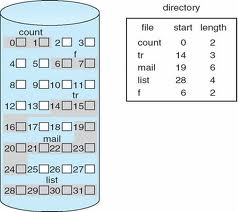 directory
file start length
count 0 2
tr 14 3
mail 19 6
list 28 4
f 6 2
count
0 1 2 3
f
4 5 6 7
8 9 10 11
tr
12 13 14 15
16 17 18 19
mail
20 21 22 23
24 25 26 27
list
28 29 30 31